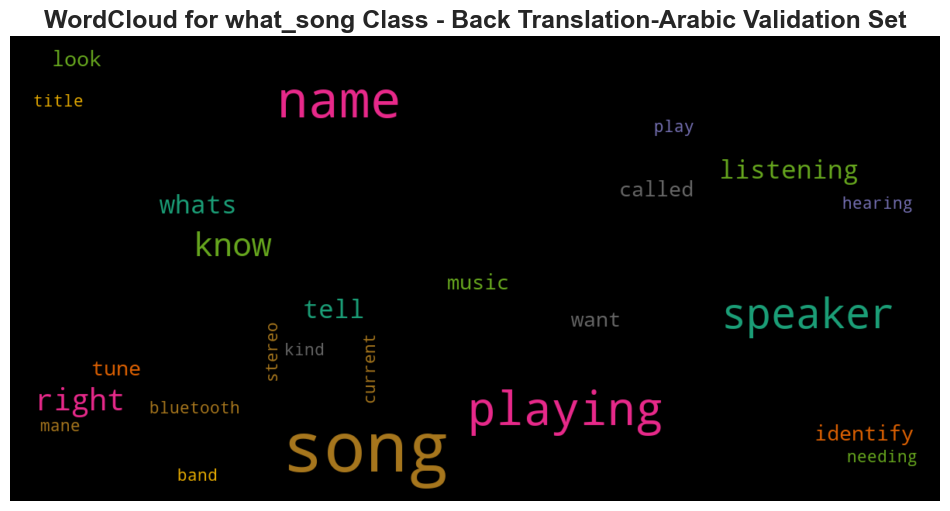 WordCloud for what_song Class - Back Translation-Arabic Validation Set
look
title
name
play
listening
called
hearing
whats
know
music
tell
want
speaker
stereo
kind
current
tune
right
bluetooth
mane
playing
song
identify
needing
band